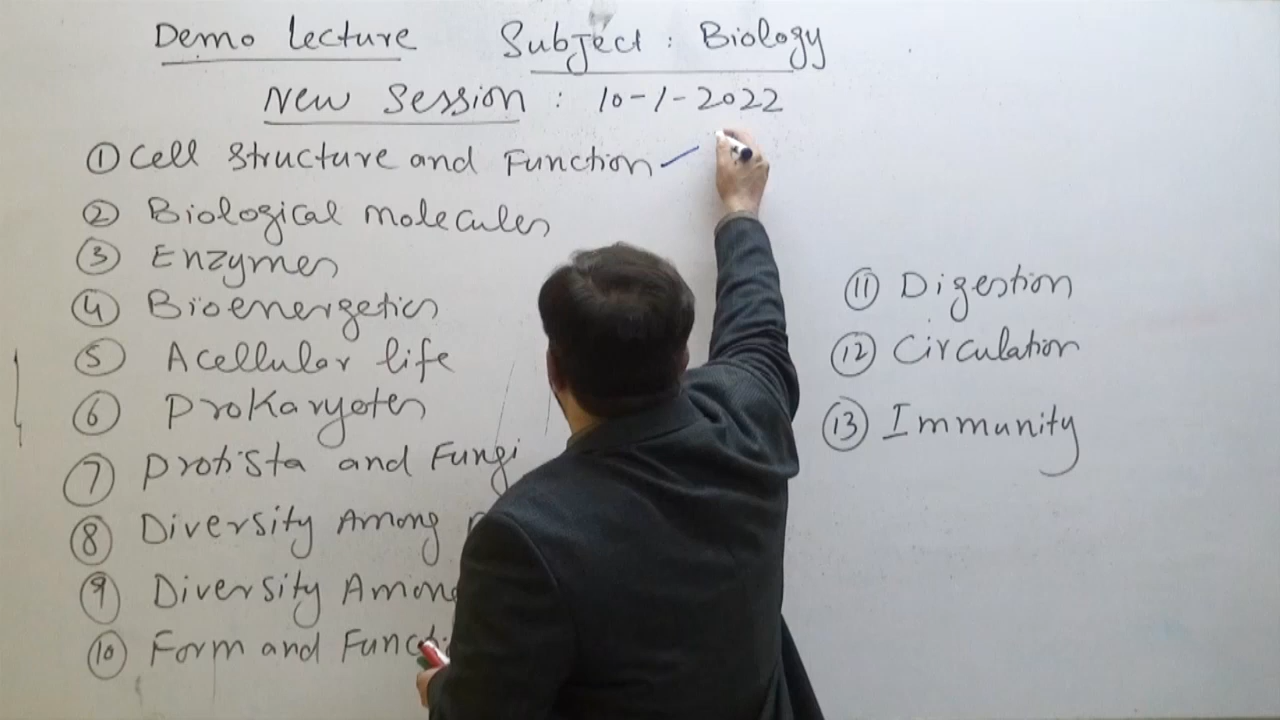 Demo Lecture Subject : Biology
New Session : 10-1-2022
① Cell Structure and Function
② Biological molecules
③ Enzymes
④ Bioenergetics
⑤ Acellular life
⑥ Prokaryotes
⑦ Protista and Fungi
⑧ Diversity Among
⑨ Diversity Among
⑩ Form and
⑪ Digestion
⑫ Circulation
⑬ Immunity